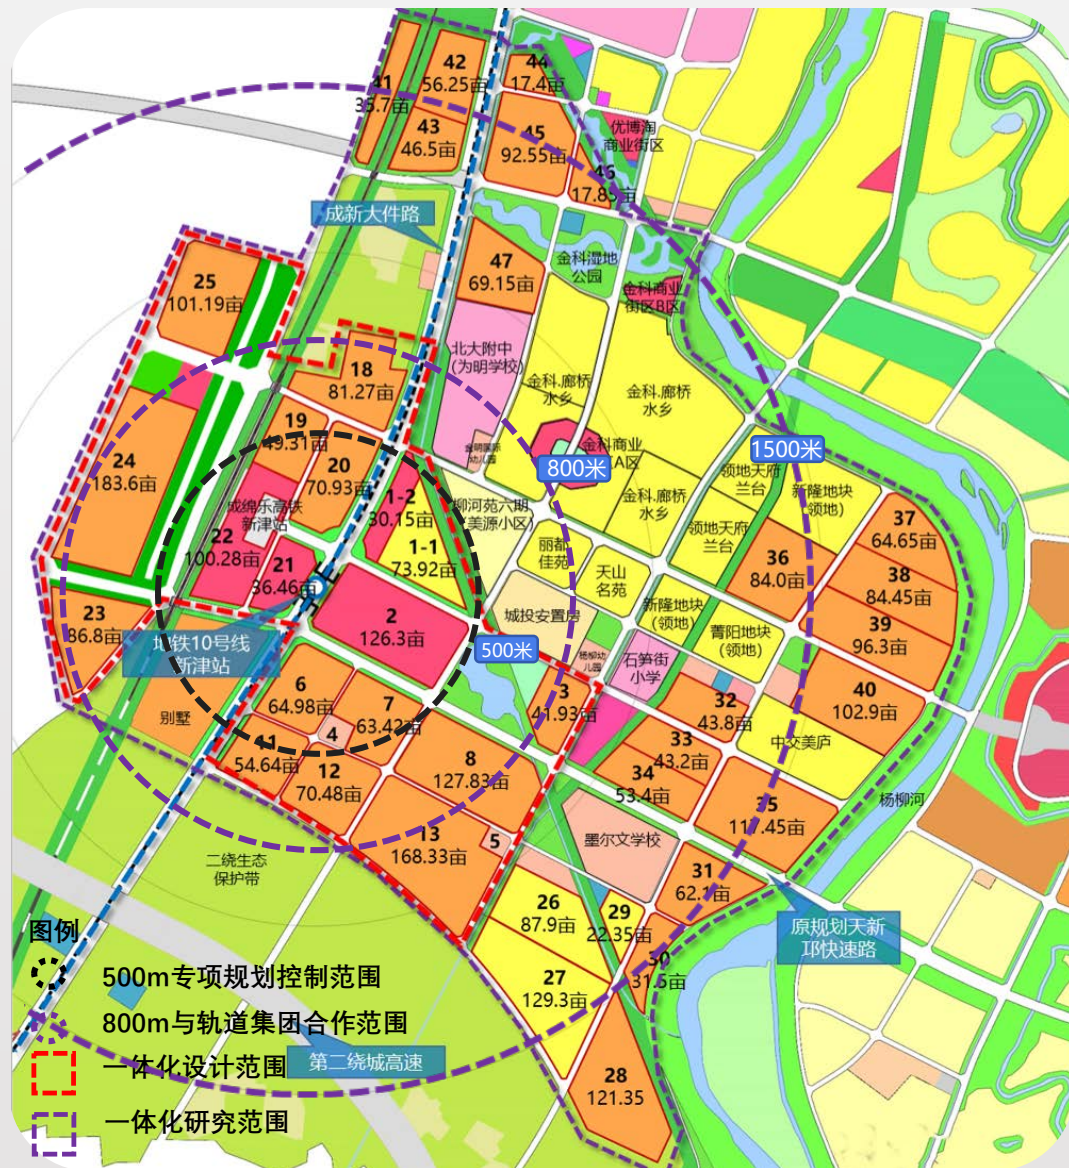 42
56.25亩
44
17.4亩
41
35.7亩
43
46.5亩
45
92.55亩
优博淘
商业街区
46
17.85亩
成新大件路
47
69.15亩
金科湿地
公园
金科商业
街区B区
25
101.19亩
18
81.27亩
北大附中
(为明学校)
金科.廊桥
水乡
金科.廊桥
水乡
19
49.31亩
20
70.93亩
24
183.6亩
金科商业
A区
800米
1500米
领地天府
兰台
新隆地块
(领地)
成绵乐高铁
新津站
22
100.28亩
21
36.46亩
1-2
30.15亩
1-1
73.92亩
柳河苑六期
(美源小区)
金科.廊桥
水乡
领地天府
兰台
丽都
佳苑
天山
名苑
37
64.65亩
36
84.0亩
38
84.45亩
39
96.3亩
2
126.3亩
城投安置房
新隆地块
(领地)
菁阳地块
(领地)
23
86.8亩
地铁10号线
新津站
500米
杨柳幼
儿园
石笋街
小学
6
64.98亩
7
63.42亩
4
3
41.93亩
32
43.8亩
40
102.9亩
别墅
11
54.64亩
12
70.48亩
8
127.83亩
33
43.2亩
34
53.4亩
中交美庐
35
117.45亩
杨柳河
13
168.33亩
5
墨尔文学校
二绕生态
保护带
31
62.1亩
26
87.9亩
29
22.35亩
原规划天新
邛快速路
30
31.5亩
27
129.3亩
28
121.35
第二绕城高速
图例
500m专项规划控制范围
800m与轨道集团合作范围
一体化设计范围
一体化研究范围